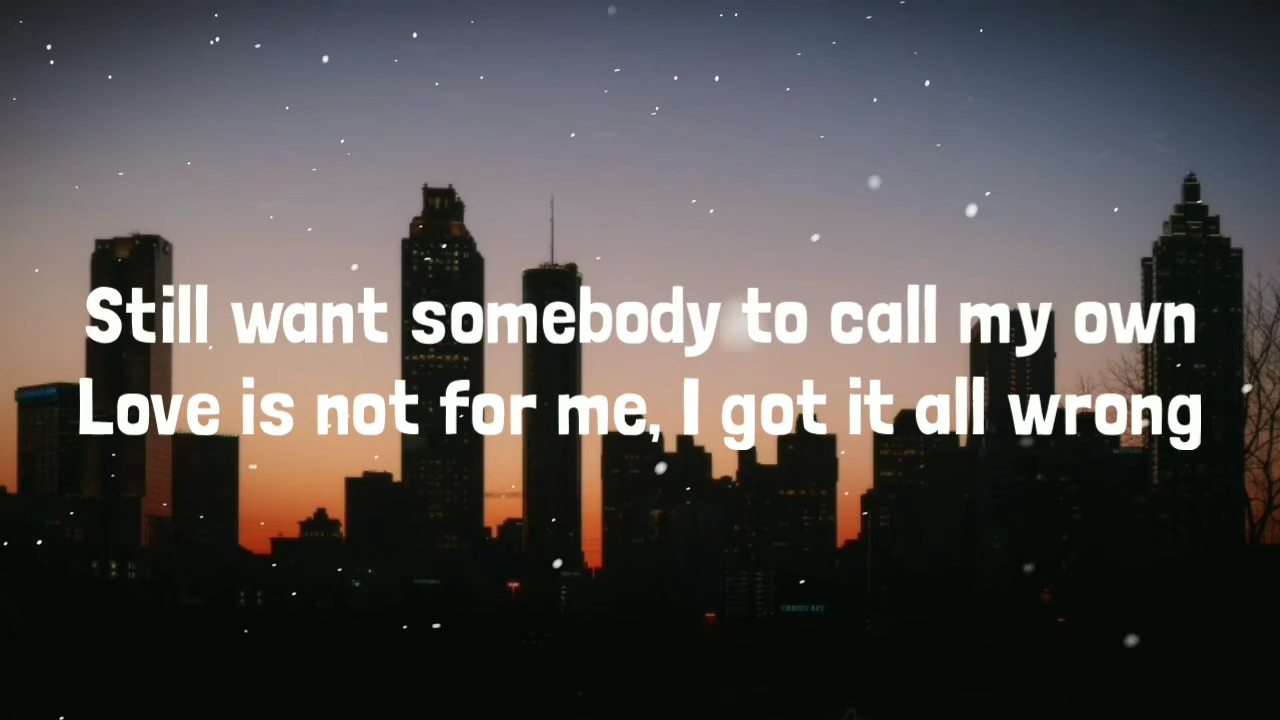 Still want somebody to call my own
Love is not for me, I got it all wrong